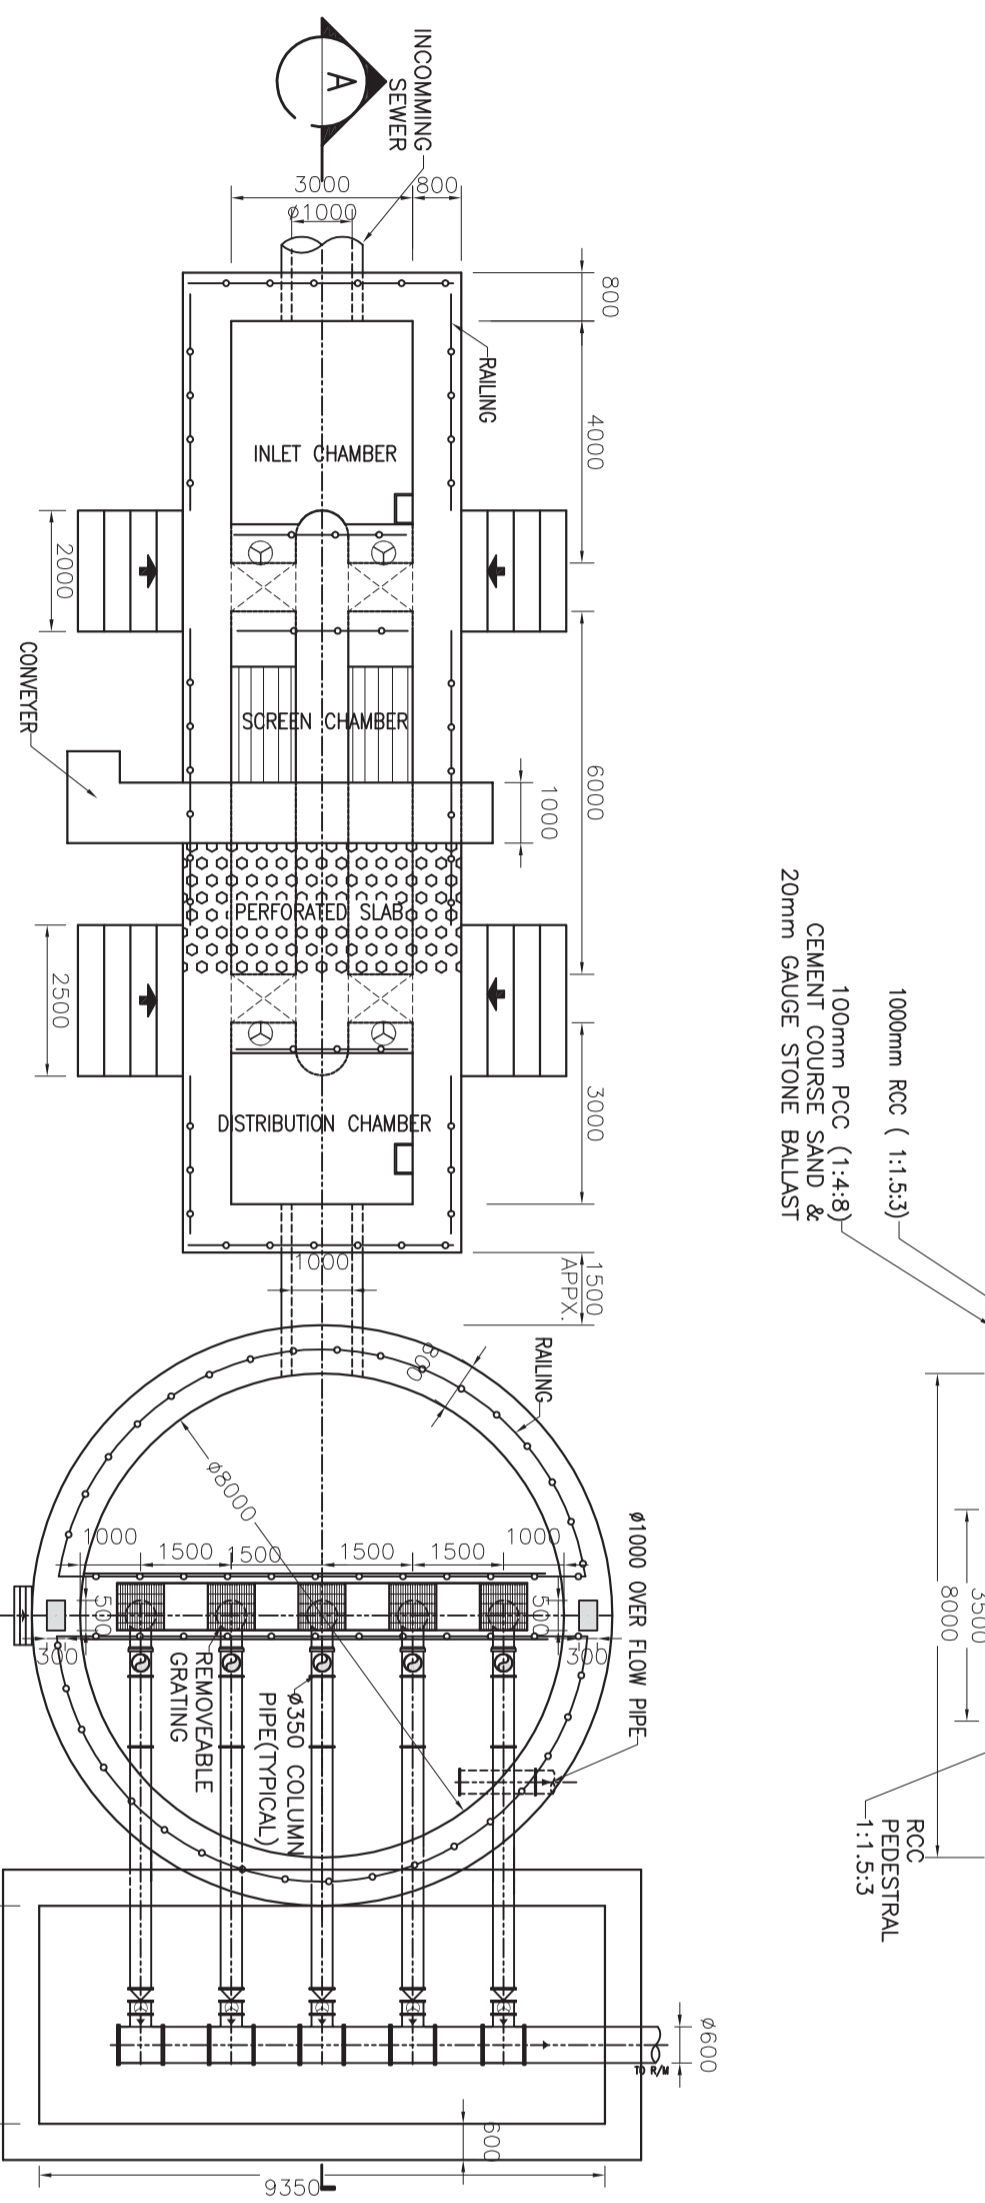 A
INCOMMING
SEWER
3000
800
ø1000
800
RAILING
4000
INLET CHAMBER
2000
CONVEYER
SCREEN CHAMBER
6000
1000
PERFORATED SLAB
2500
DISTRIBUTION CHAMBER
3000
1000
1500
APPX.
1000mm RCC ( 1:1.5:3)
100mm PCC (1:4:8)
CEMENT COURSE SAND &
20mm GAUGE STONE BALLAST
800
RAILING
ø8000
ø1000 OVER FLOW PIPE
1000
1500
1500
1500
1500
1000
500
500
300
300
REMOVEABLE
GRATING
ø350 COLUMN
PIPE(TYPICAL)
3500
8000
RCC
PEDESTRAL
1:1.5:3
ø600
TO R/M
600
9350